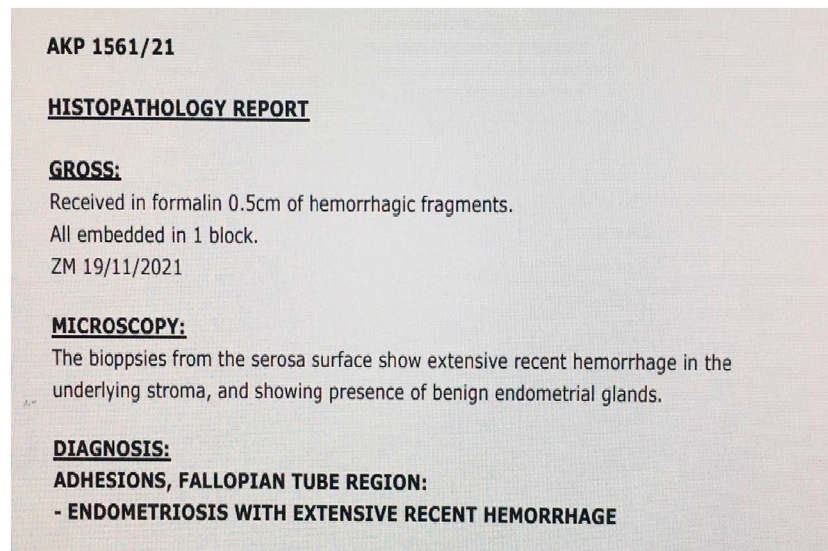 AKP 1561/21
HISTOPATHOLOGY REPORT
GROSS:
Received in formalin 0.5cm of hemorrhagic fragments.
All embedded in 1 block.
ZM 19/11/2021
MICROSCOPY:
The bioppsies from the serosa surface show extensive recent hemorrhage in the
underlying stroma, and showing presence of benign endometrial glands.
DIAGNOSIS:
ADHESIONS, FALLOPIAN TUBE REGION:
- ENDOMETRIOSIS WITH EXTENSIVE RECENT HEMORRHAGE